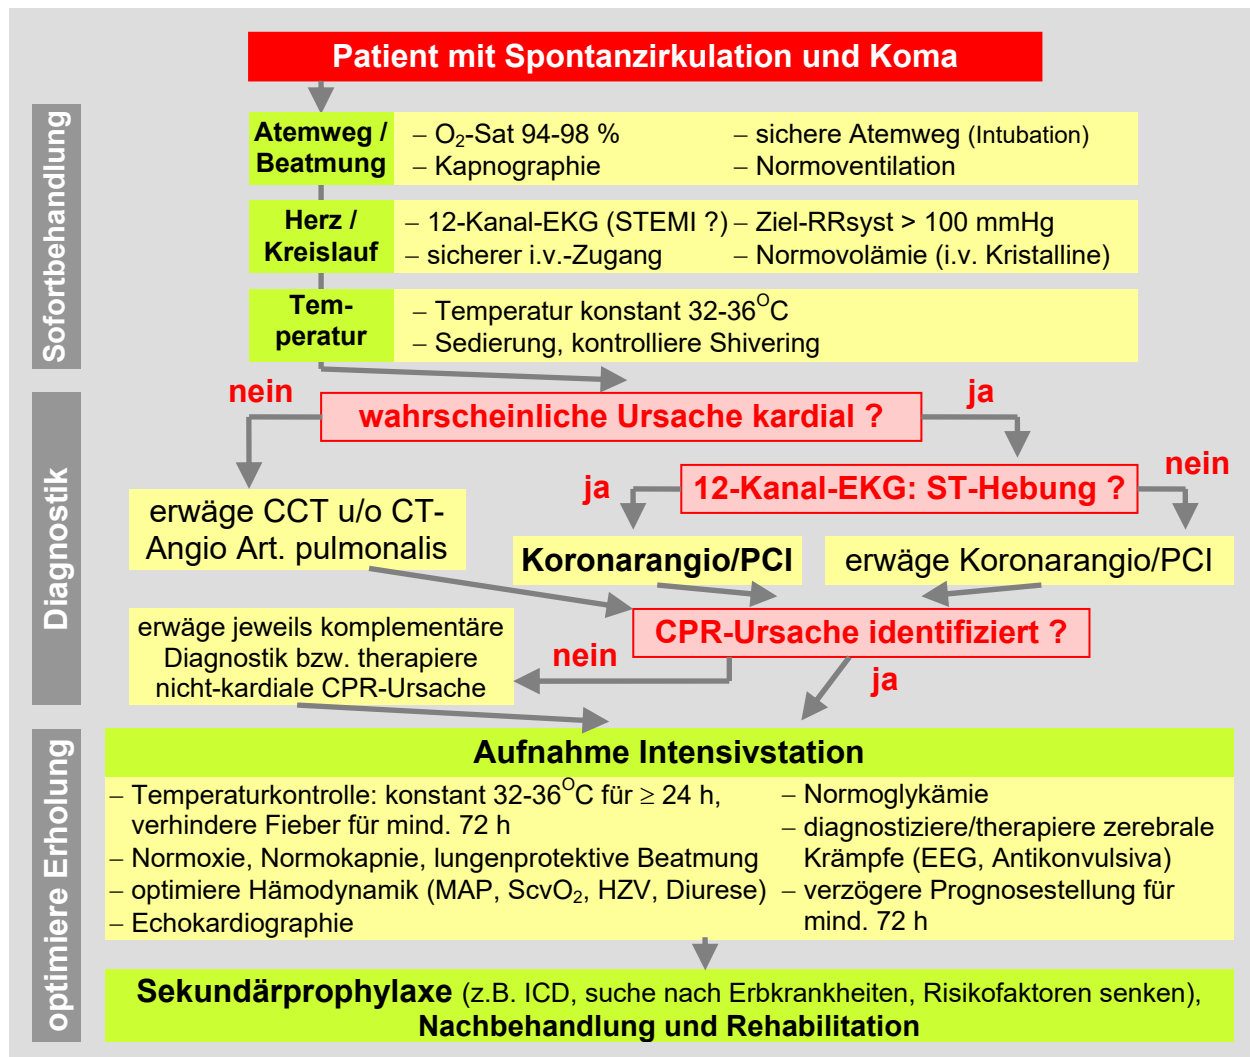 Patient mit Spontanzirkulation und Koma
Sofortbehandlung
Atemweg /
Beatmung
– O₂-Sat 94-98 %
– Kapnographie
– sichere Atemweg (Intubation)
– Normoventilation
Herz /
Kreislauf
– 12-Kanal-EKG (STEMI ?)
– sicherer i.v.-Zugang
– Ziel-RRsyst > 100 mmHg
– Normovolämie (i.v. Kristalline)
Tem-
peratur
– Temperatur konstant 32-36°C
– Sedierung, kontrolliere Shivering
Diagnostik
nein
wahrscheinliche Ursache kardial ?
ja
ja
12-Kanal-EKG: ST-Hebung ?
nein
erwäge CCT u/o CT-
Angio Art. pulmonalis
Koronarangio/PCI
erwäge Koronarangio/PCI
CPR-Ursache identifiziert ?
nein
ja
erwäge jeweils komplementäre
Diagnostik bzw. therapiere
nicht-kardiale CPR-Ursache
optimiere Erholung
Aufnahme Intensivstation
– Temperaturkontrolle: konstant 32-36°C für ≥ 24 h,
verhindere Fieber für mind. 72 h
– Normoxie, Normokapnie, lungenprotektive Beatmung
– optimiere Hämodynamik (MAP, ScvO₂, HZV, Diurese)
– Echokardiographie
– Normoglykämie
– diagnostiziere/therapiere zerebrale
Krämpfe (EEG, Antikonvulsiva)
– verzögere Prognosestellung für
mind. 72 h
Sekundärprophylaxe (z.B. ICD, suche nach Erbkrankheiten, Risikofaktoren senken),
Nachbehandlung und Rehabilitation